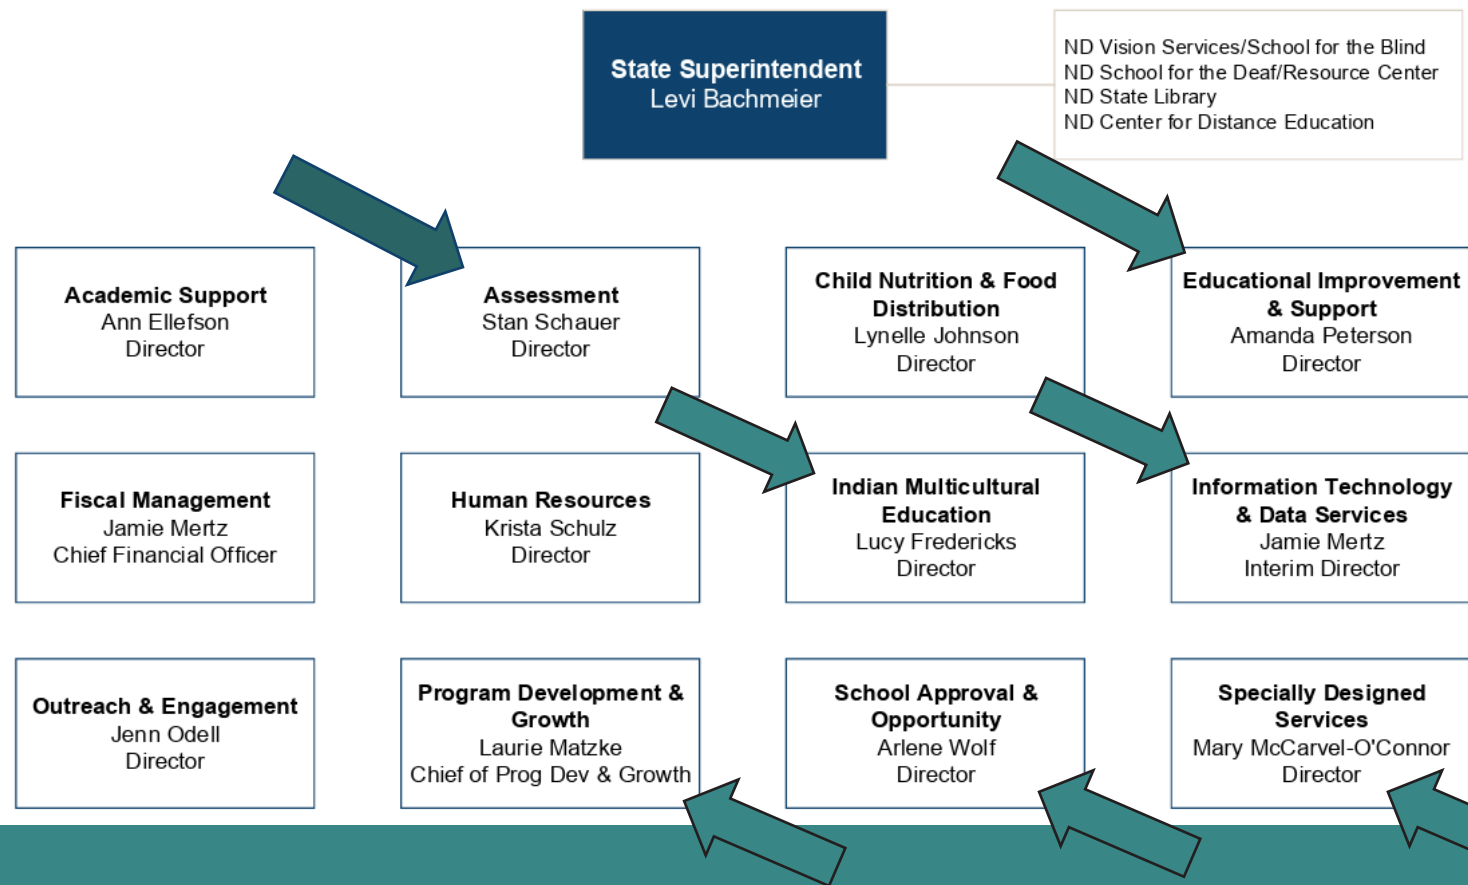 State Superintendent
Levi Bachmeier
ND Vision Services/School for the Blind
ND School for the Deaf/Resource Center
ND State Library
ND Center for Distance Education
Academic Support
Ann Ellefson
Director
Assessment
Stan Schauer
Director
Child Nutrition & Food
Distribution
Lynelle Johnson
Director
Educational Improvement
& Support
Amanda Peterson
Director
Fiscal Management
Jamie Mertz
Chief Financial Officer
Human Resources
Krista Schulz
Director
Indian Multicultural
Education
Lucy Fredericks
Director
Information Technology
& Data Services
Jamie Mertz
Interim Director
Outreach & Engagement
Jenn Odell
Director
Program Development &
Growth
Laurie Matzke
Chief of Prog Dev & Growth
School Approval &
Opportunity
Arlene Wolf
Director
Specially Designed
Services
Mary McCarvel-O'Connor
Director